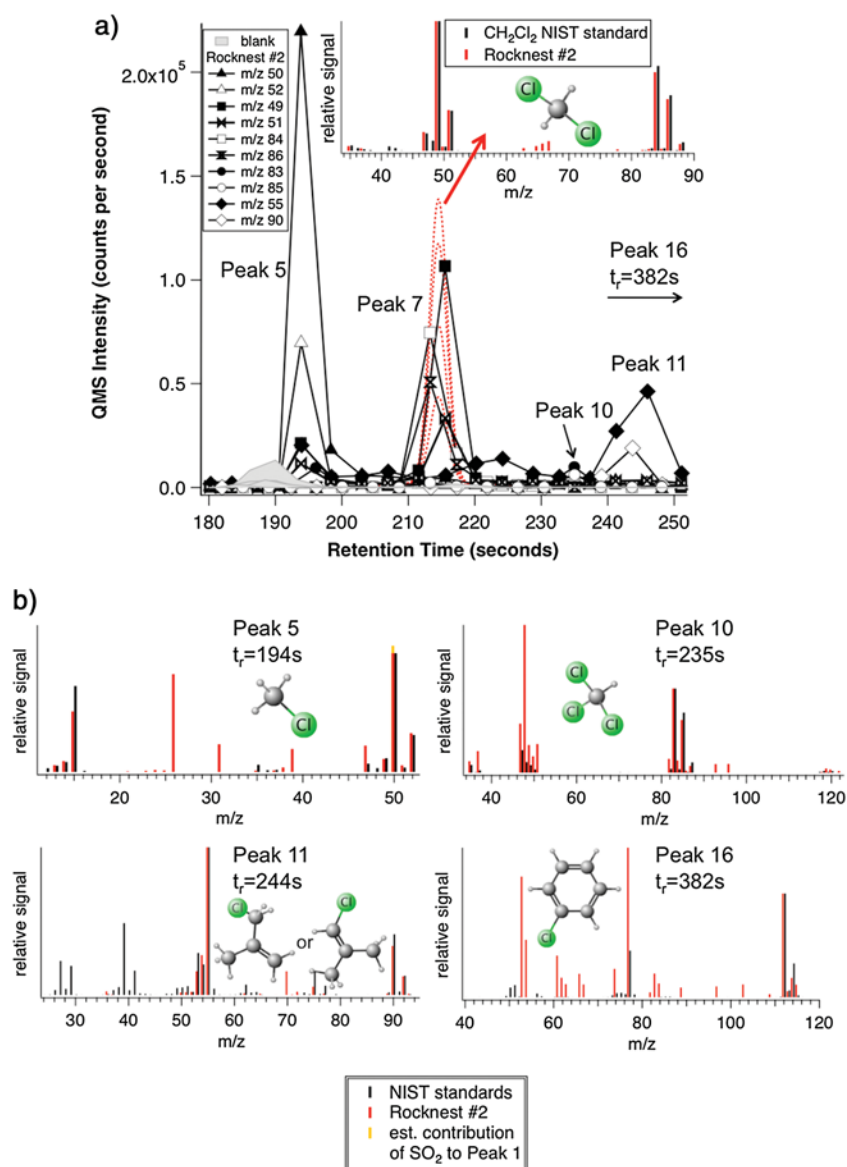 a)
blank
Rocknest #2
m/z 50
m/z 52
m/z 49
m/z 51
m/z 84
m/z 86
m/z 83
m/z 85
m/z 55
m/z 90
CH₂Cl₂ NIST standard
Rocknest #2
Cl
Cl
relative signal
40 50 60 70 80 90
m/z
2.0x10⁵
1.5
1.0
0.5
0.0
QMS Intensity (counts per second)
Peak 5
Peak 7
Peak 16
tᵣ=382s
Peak 11
Peak 10
180 190 200 210 220 230 240 250
Retention Time (seconds)
b)
Peak 5
tᵣ=194s
Cl
relative signal
20 30 40 50
m/z
Peak 10
tᵣ=235s
Cl
Cl
Cl
relative signal
40 60 80 100 120
m/z
Peak 11
tᵣ=244s
Cl
or
Cl
relative signal
30 40 50 60 70 80 90
m/z
Peak 16
tᵣ=382s
Cl
relative signal
40 60 80 100 120
m/z
NIST standards
Rocknest #2
est. contribution
of SO₂ to Peak 1